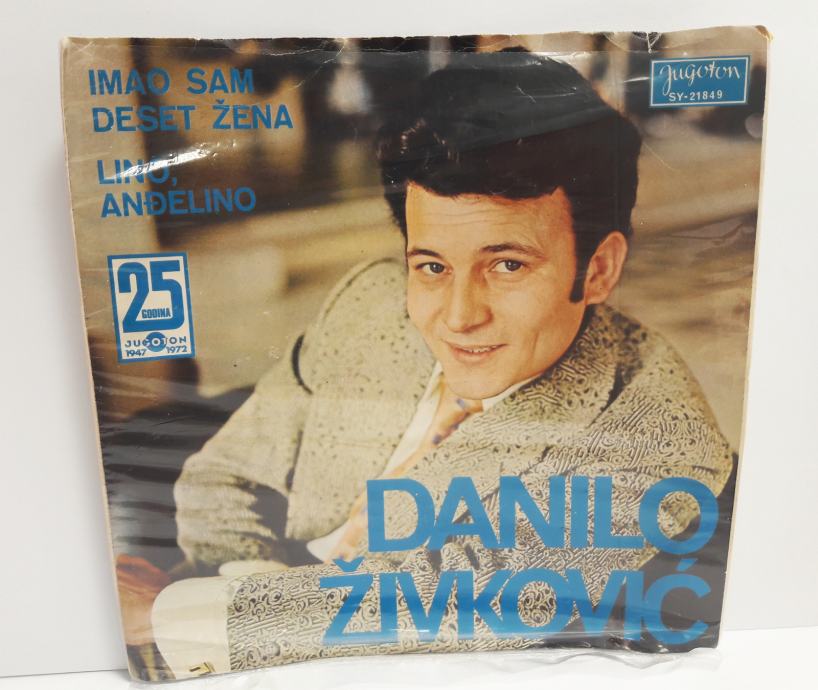 IMAO SAM
DESET ŽENA
LINO,
ANĐELINO
Jugoton
SY-21849
25
GODINA
JUGOTON
1947 1972
DANILO
ŽIVKOVIĆ